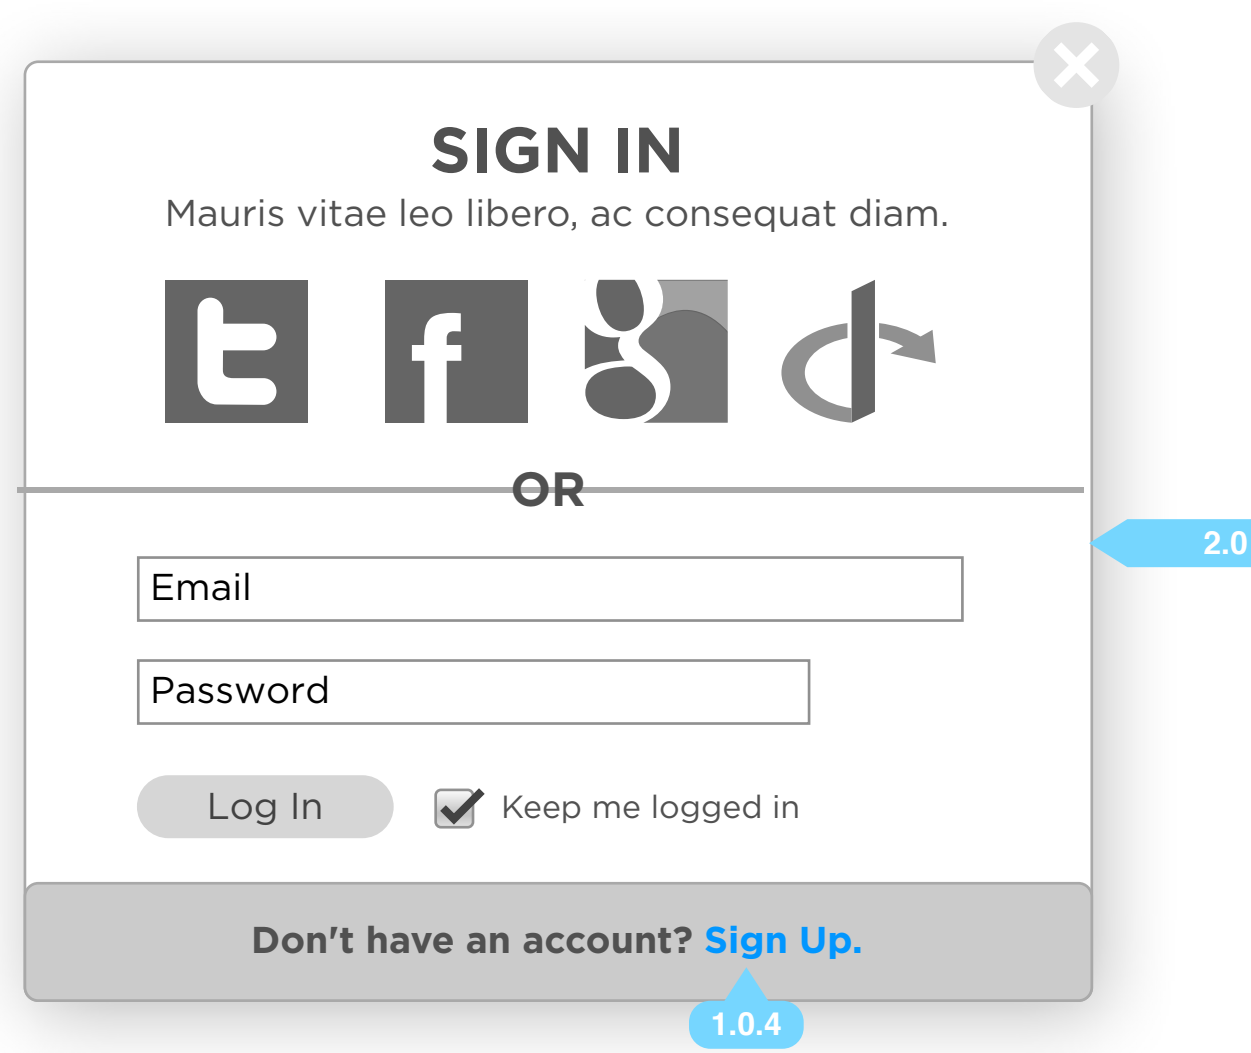 SIGN IN
Mauris vitae leo libero, ac consequat diam.
OR
2.0
Email
Password
Log In
Keep me logged in
Don't have an account? Sign Up.
1.0.4